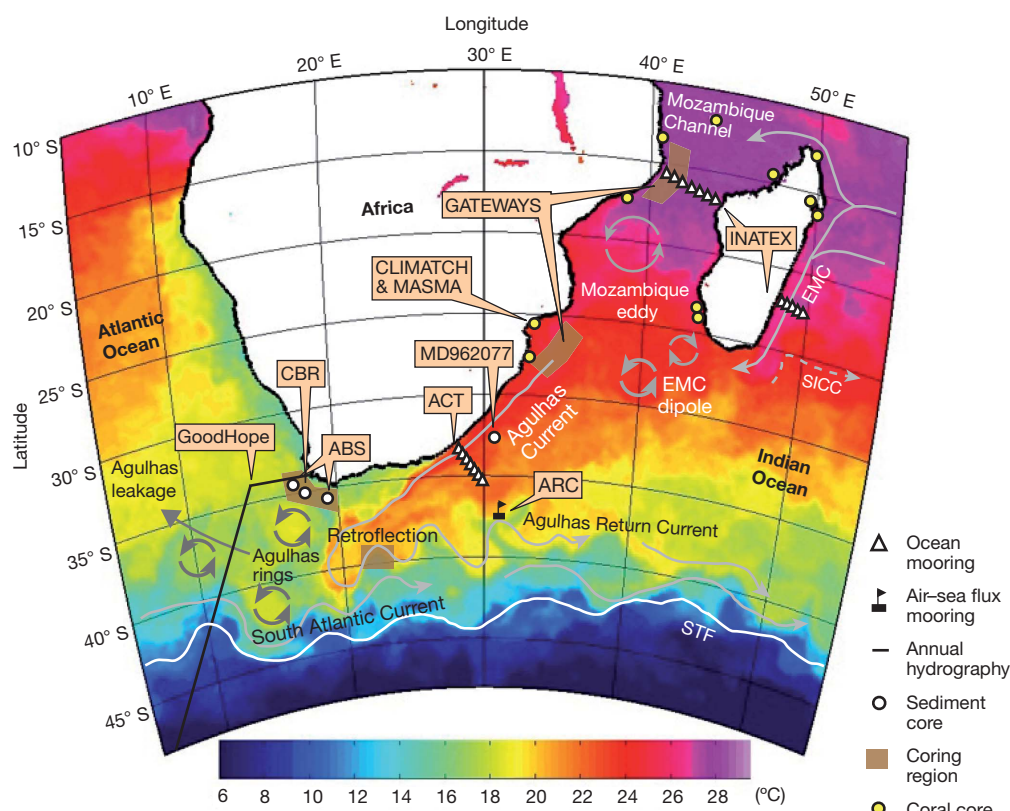 Longitude
10° E
20° E
30° E
40° E
50° E
Latitude
10° S
15° S
20° S
25° S
30° S
35° S
40° S
45° S
Mozambique
Channel
Africa
GATEWAYS
INATEX
CLIMATCH
& MASMA
Mozambique
eddy
EMC
Atlantic
Ocean
MD962077
SICC
CBR
ACT
EMC
dipole
Agulhas
Current
GoodHope
ABS
Indian
Ocean
Agulhas
leakage
ARC
Retroflection
Agulhas Return Current
Agulhas
rings
South Atlantic Current
STF
Ocean
mooring
Air–sea flux
mooring
Annual
hydrography
Sediment
core
Coring
region
Coral core
6 8 10 12 14 16 18 20 22 24 26 28 (°C)